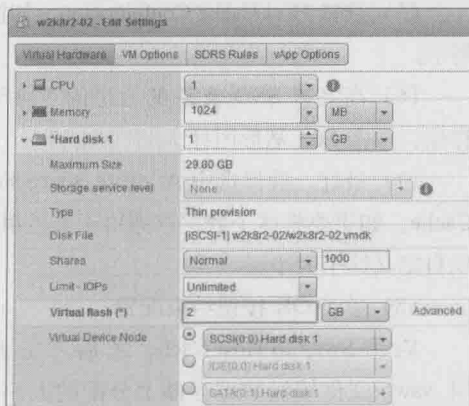 w2k8r2-02 - Edit Settings
Virtual Hardware VM Options SDRS Rules vApp Options
CPU 1
Memory 1024 MB
*Hard disk 1 1 GB
Maximum Size 29.80 GB
Storage service level None
Type Thin provision
Disk File [iSCSI-1] w2k8r2-02/w2k8r2-02.vmdk
Shares Normal 1000
Limit - IOPs Unlimited
Virtual flash (*) 2 GB Advanced
Virtual Device Node SCSI(0:0) Hard disk 1
IDE(0:0) Hard disk 1
SATA(0:1) Hard disk 1